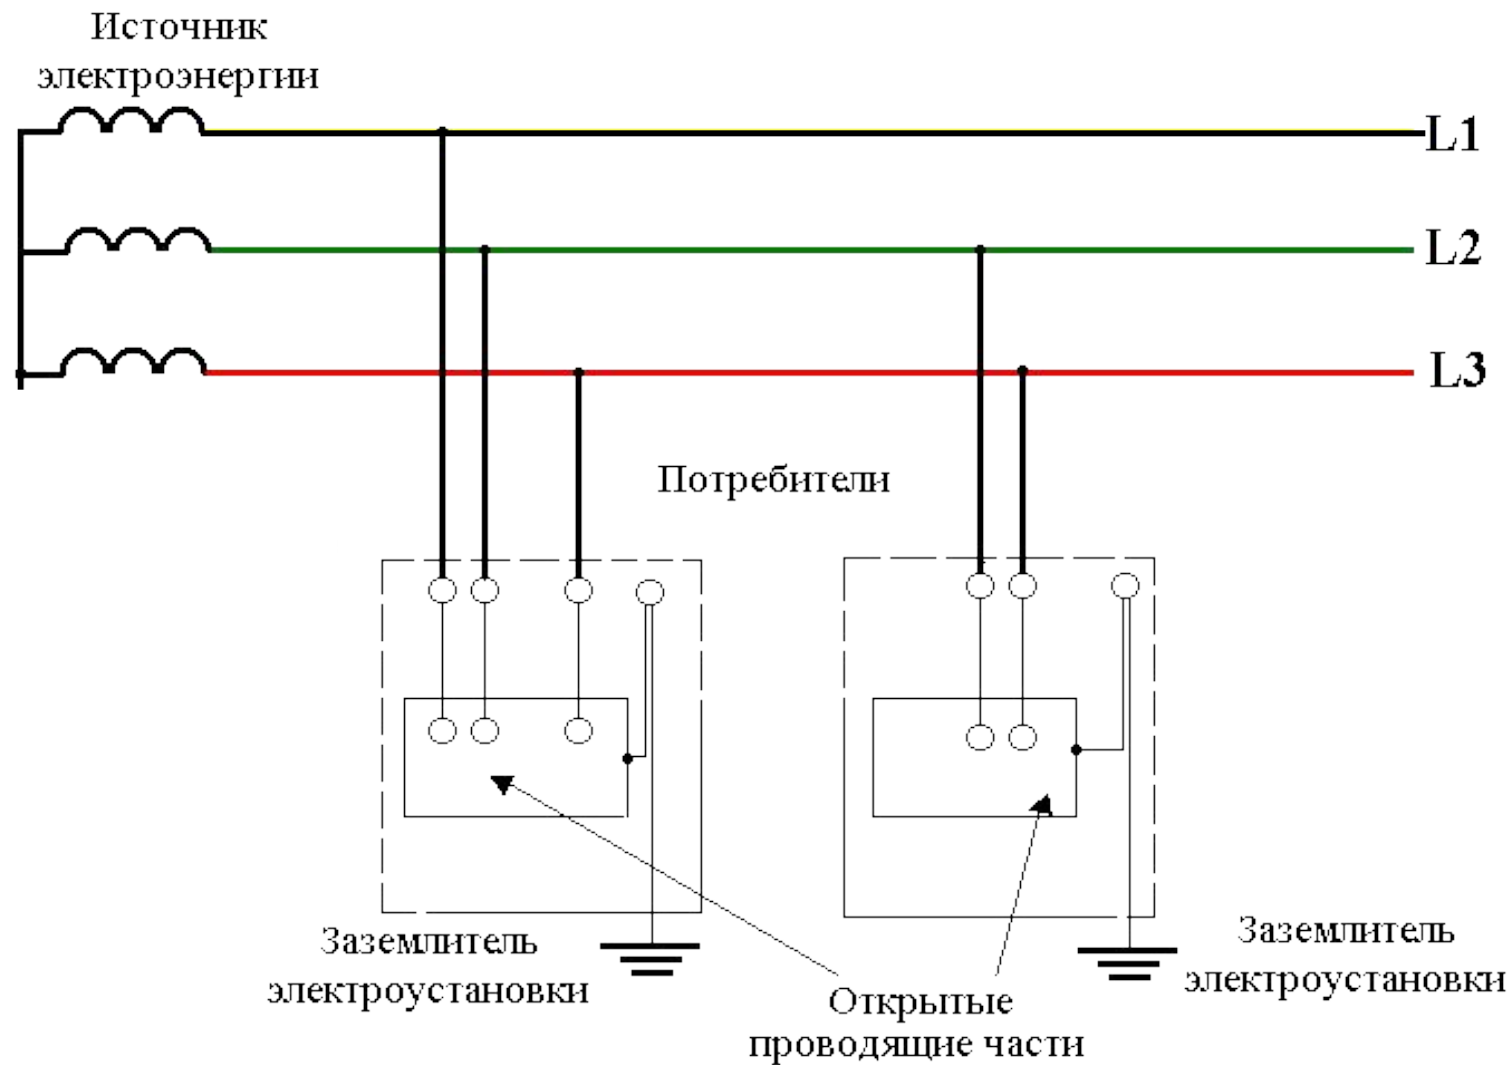 Источник
электроэнергии
L1
L2
L3
Потребители
Заземлитель
электроустановки
Открытые
проводящие части
Заземлитель
электроустановки